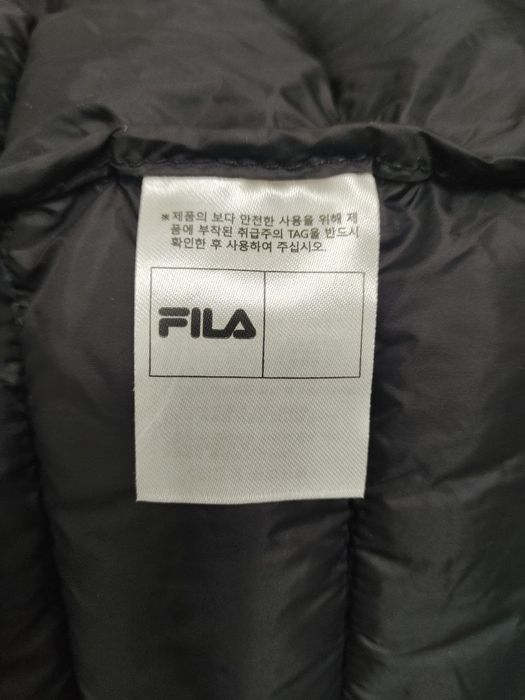 ※제품의 보다 안전한 사용을 위해 제
품에 부착된 취급주의 TAG을 반드시
확인한 후 사용하여 주십시오.
FILA